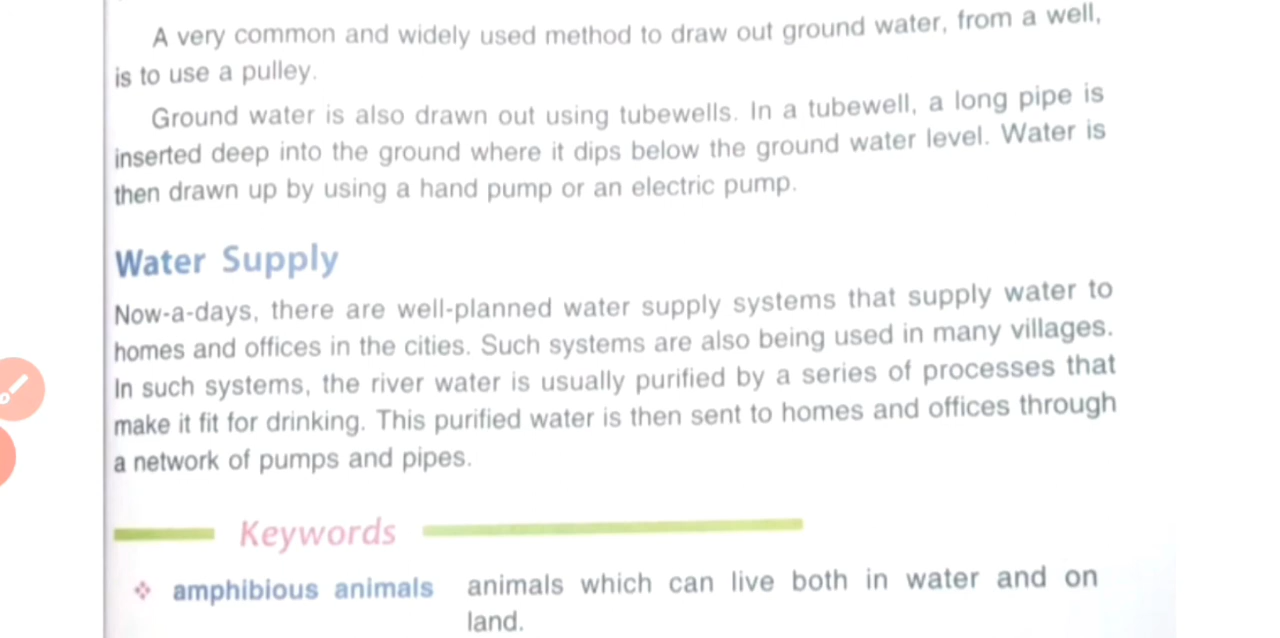 A very common and widely used method to draw out ground water, from a well,
is to use a pulley.
Ground water is also drawn out using tubewells. In a tubewell, a long pipe is
inserted deep into the ground where it dips below the ground water level. Water is
then drawn up by using a hand pump or an electric pump.
Water Supply
Now-a-days, there are well-planned water supply systems that supply water to
homes and offices in the cities. Such systems are also being used in many villages.
In such systems, the river water is usually purified by a series of processes that
make it fit for drinking. This purified water is then sent to homes and offices through
a network of pumps and pipes.
Keywords
❖ amphibious animals animals which can live both in water and on
land.